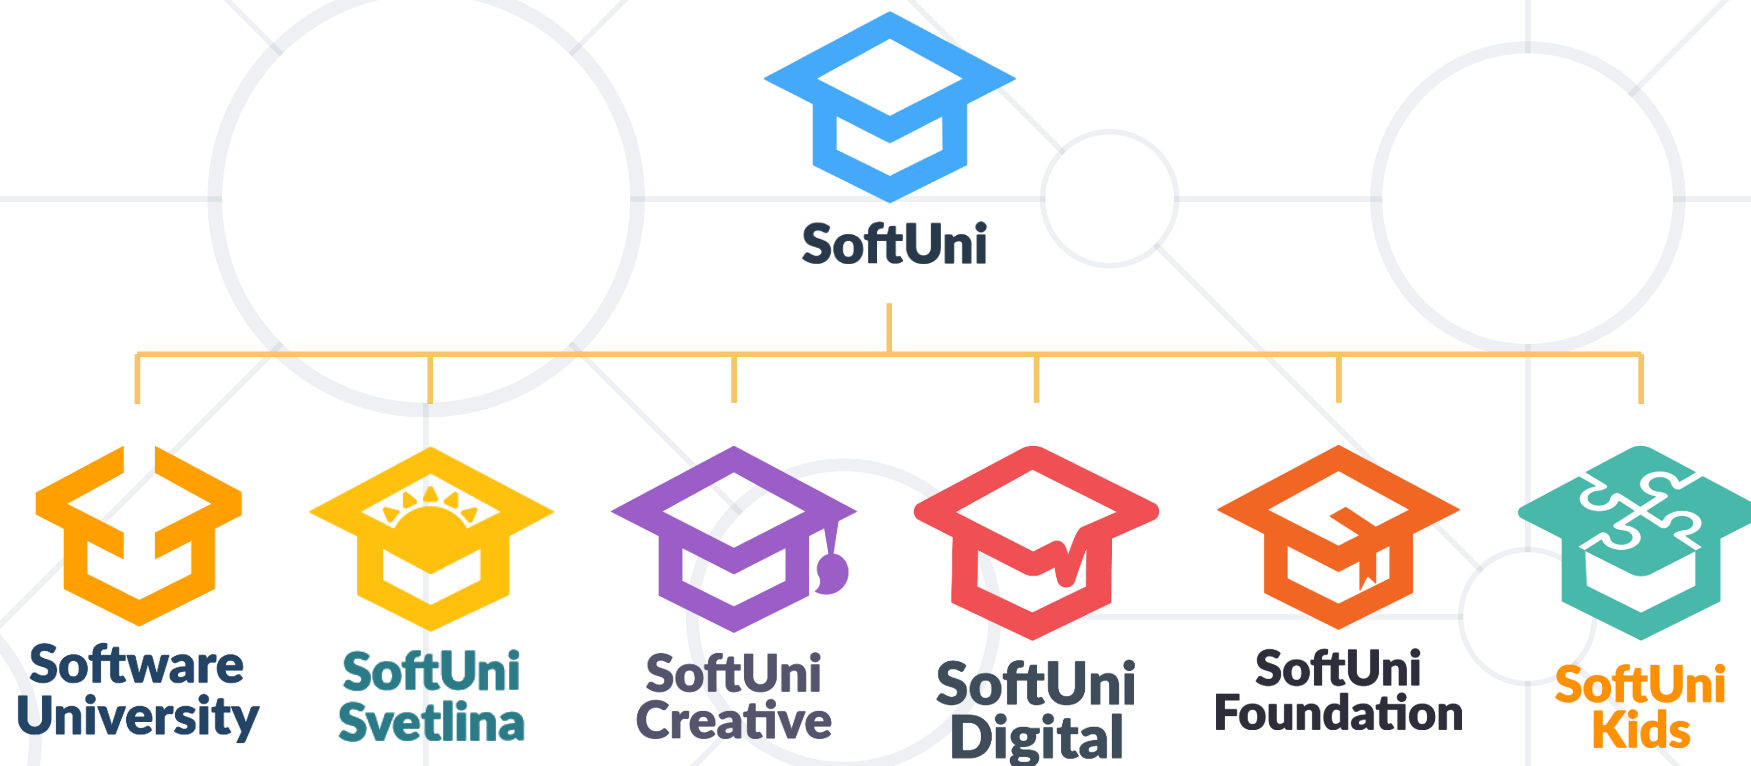 SoftUni
Software
University
SoftUni
Svetlina
SoftUni
Creative
SoftUni
Digital
SoftUni
Foundation
SoftUni
Kids